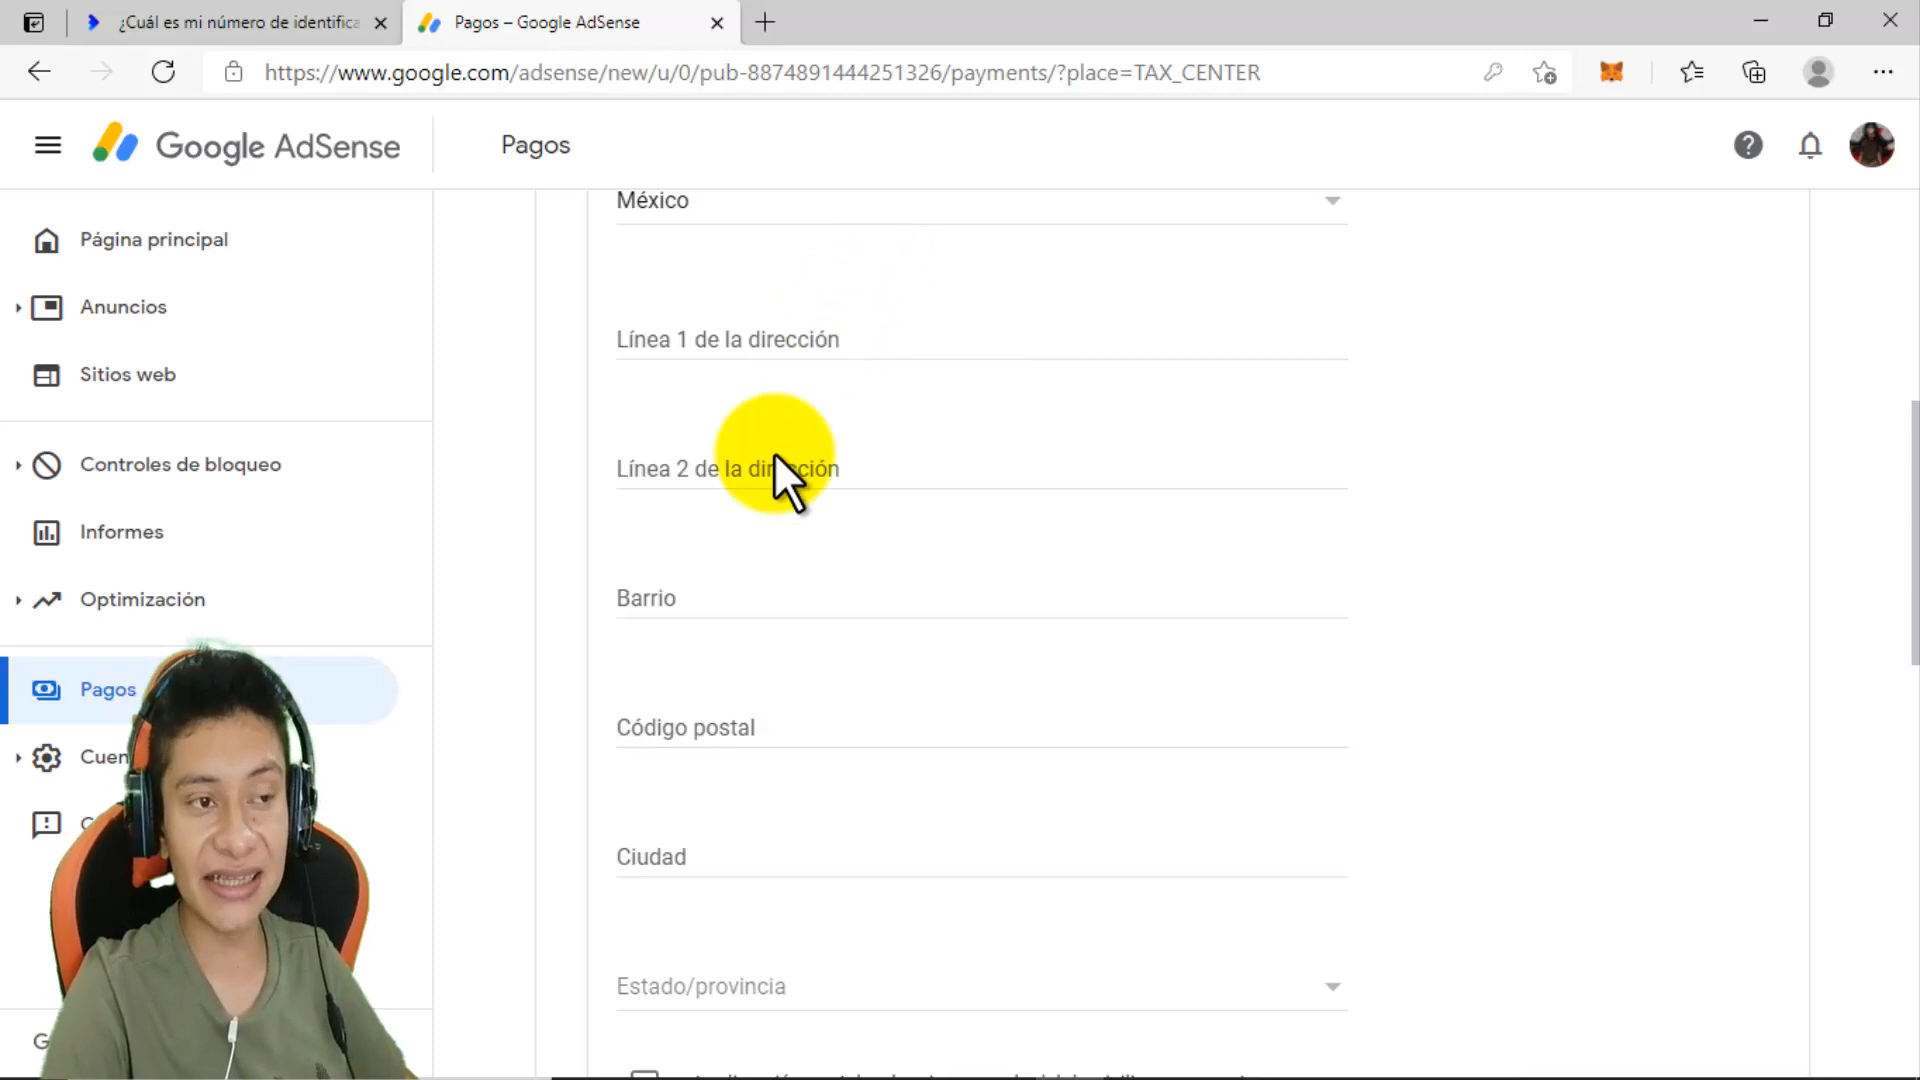 ¿Cuál es mi número de identifica
Pagos – Google AdSense
https://www.google.com/adsense/new/u/0/pub-8874891444251326/payments/?place=TAX_CENTER
Google AdSense
Pagos
Página principal
Anuncios
Sitios web
Controles de bloqueo
Informes
Optimización
Pagos
Cuen
México
Línea 1 de la dirección
Línea 2 de la dirección
Barrio
Código postal
Ciudad
Estado/provincia